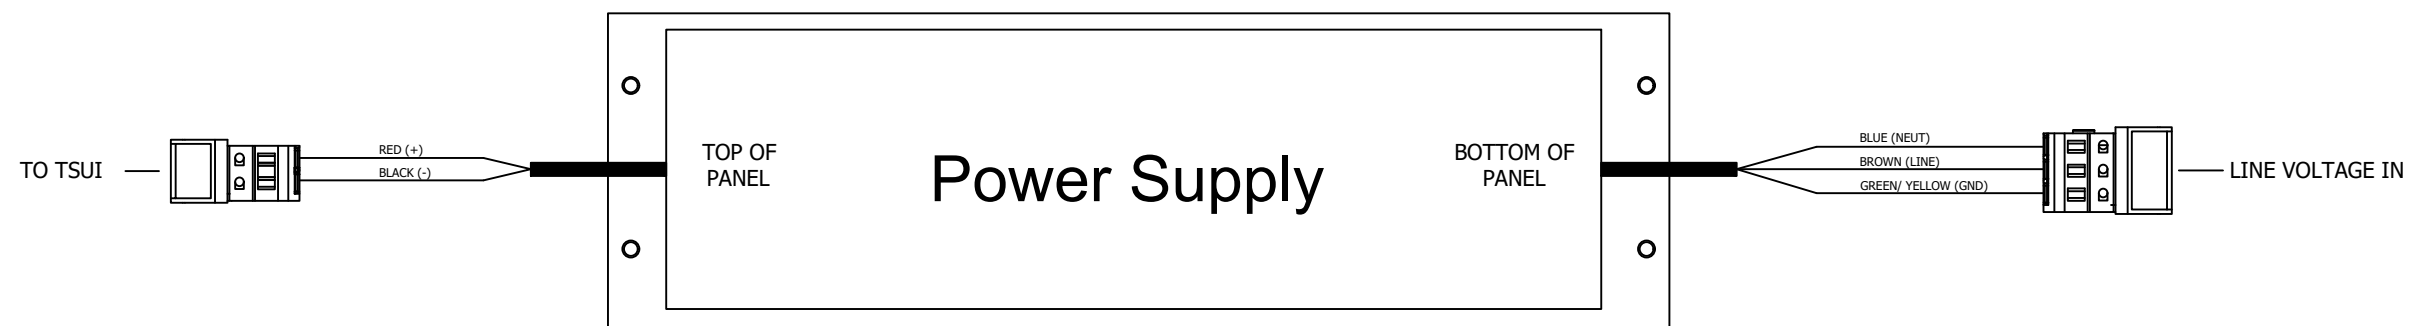 TO TSUI
RED (+)
BLACK (-)
TOP OF
PANEL
Power Supply
BOTTOM OF
PANEL
BLUE (NEUT)
BROWN (LINE)
GREEN/ YELLOW (GND)
LINE VOLTAGE IN